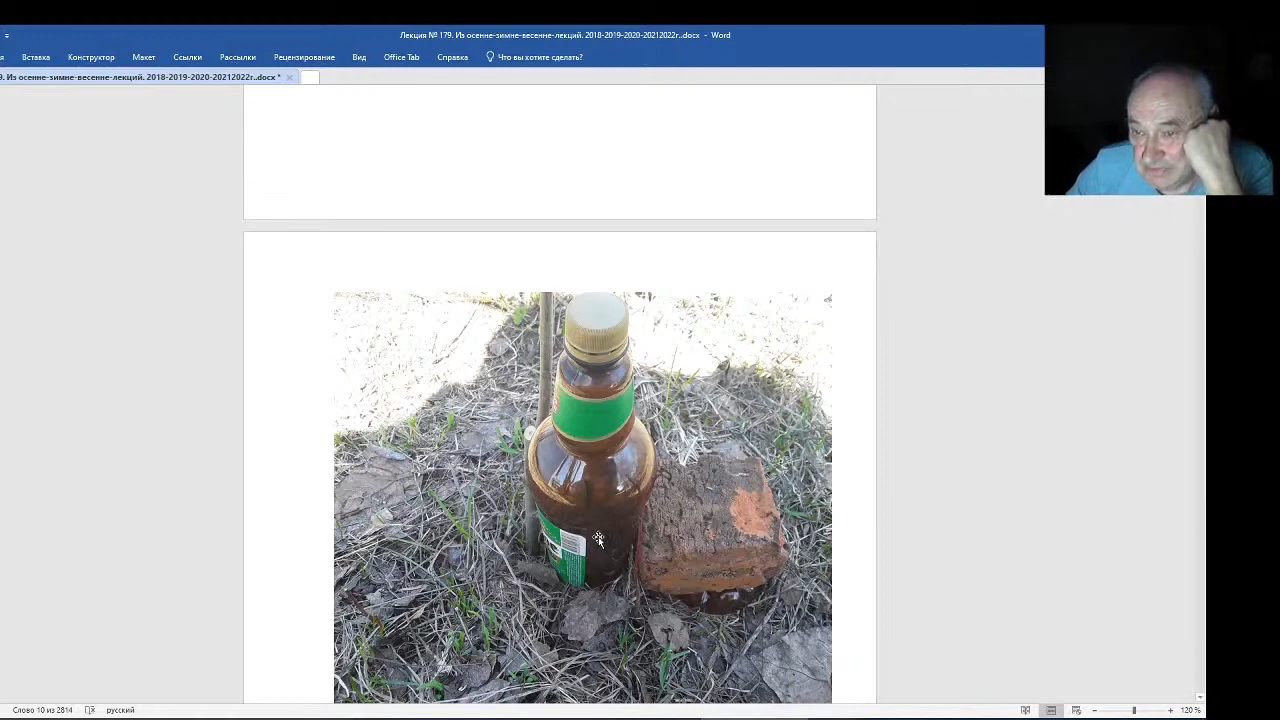 Лекция № 179. Из осенне-зимне-весенне-лекций. 2018-2019-2020-20212022г..docx - Word
я Вставка Конструктор Макет Ссылки Рассылки Рецензирование Вид Office Tab Справка Что вы хотите сделать?
9. Из осенне-зимне-весенне-лекций. 2018-2019-2020-20212022г..docx *
Слово 10 из 2814 русский 120 %